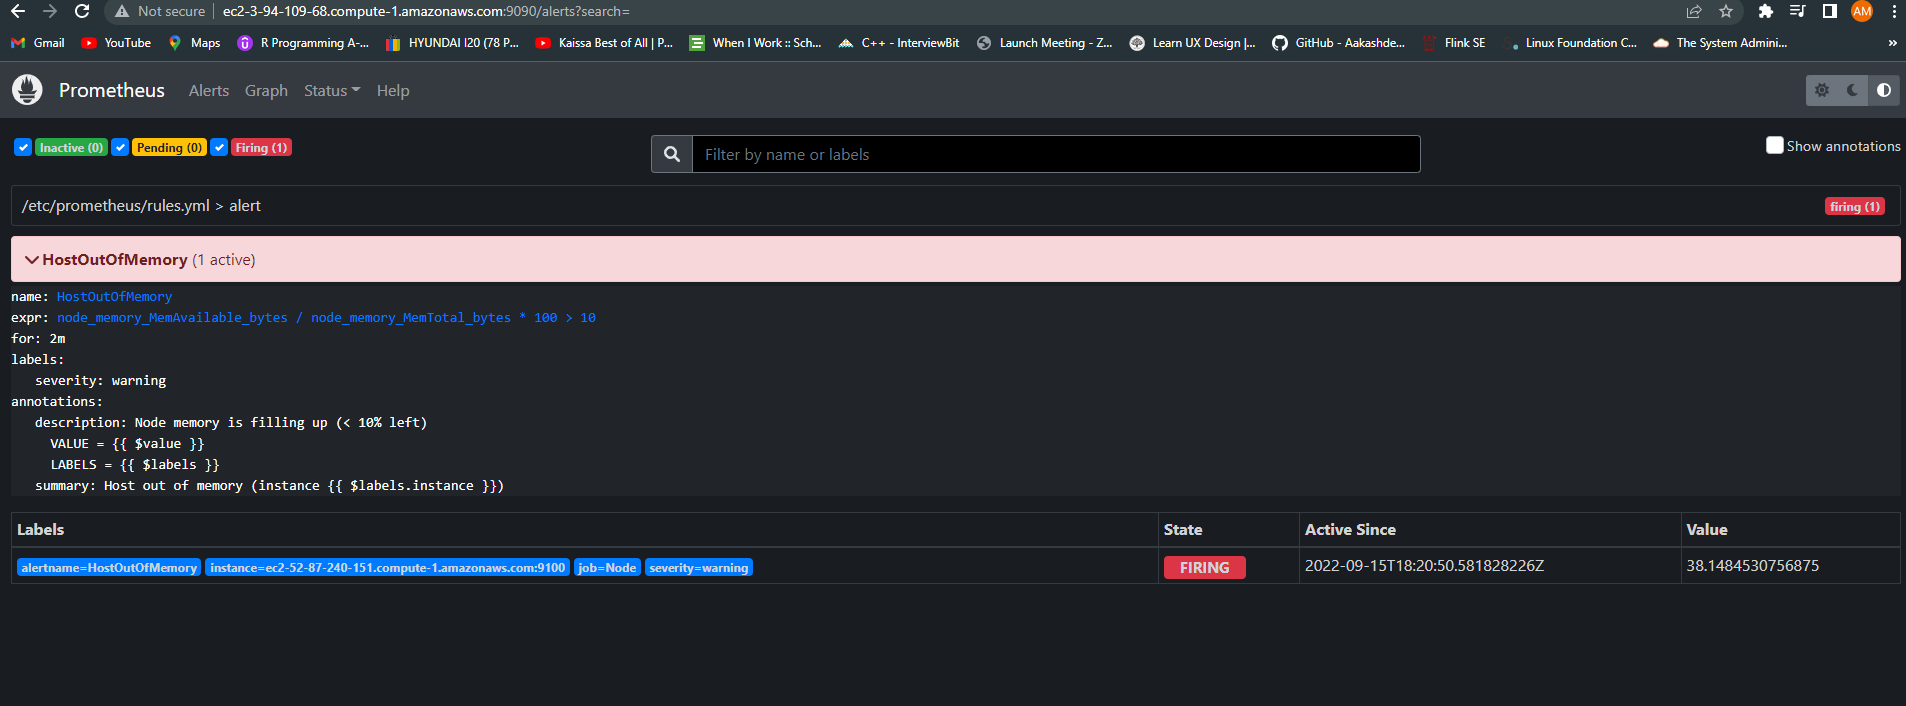 Not secure | ec2-3-94-109-68.compute-1.amazonaws.com:9090/alerts?search=
AM
Gmail YouTube Maps R Programming A-... HYUNDAI I20 (78 P... Kaissa Best of All | P... When I Work :: Sch... C++ - InterviewBit Launch Meeting - Z... Learn UX Design |... GitHub - Aakashde... Flink SE Linux Foundation C... The System Admini... »
Prometheus Alerts Graph Status Help
Inactive (0) Pending (0) Firing (1)
Filter by name or labels
Show annotations
/etc/prometheus/rules.yml > alert
firing (1)
HostOutOfMemory (1 active)
name: HostOutOfMemory
expr: node_memory_MemAvailable_bytes / node_memory_MemTotal_bytes * 100 > 10
for: 2m
labels:
severity: warning
annotations:
description: Node memory is filling up (< 10% left)
VALUE = {{ $value }}
LABELS = {{ $labels }}
summary: Host out of memory (instance {{ $labels.instance }})
Labels State Active Since Value
alertname=HostOutOfMemory instance=ec2-52-87-240-151.compute-1.amazonaws.com:9100 job=Node severity=warning FIRING 2022-09-15T18:20:50.581828226Z 38.1484530756875